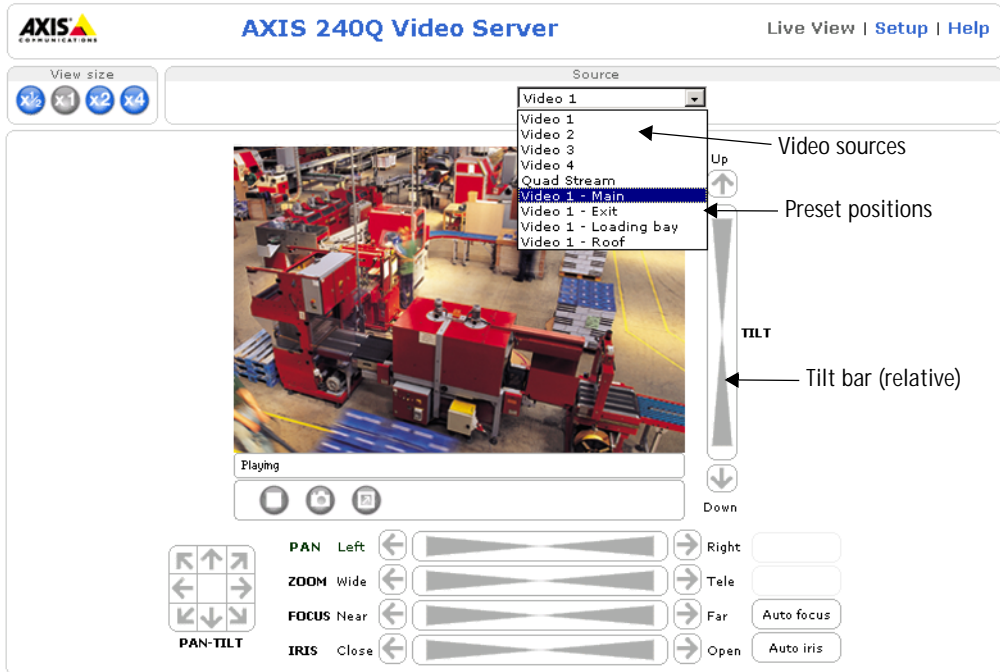 AXIS
COMMUNICATIONS
AXIS 240Q Video Server
Live View | Setup | Help
View size
x½ x1 x2 x4
Source
Video 1
Video 1
Video 2
Video 3
Video 4
Quad Stream
Video 1 - Main
Video 1 - Exit
Video 1 - Loading bay
Video 1 - Roof
Video sources
Preset positions
Up
TILT
Tilt bar (relative)
Down
Playing
PAN Left Right
ZOOM Wide Tele
FOCUS Near Far Auto focus
IRIS Close Open Auto iris
PAN-TILT